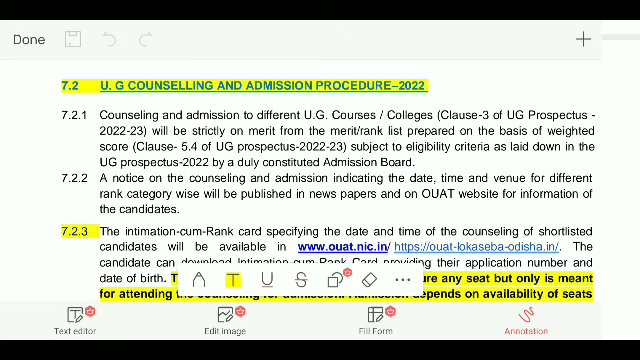 Done
7.2 U. G COUNSELLING AND ADMISSION PROCEDURE–2022
7.2.1 Counseling and admission to different U.G. Courses / Colleges (Clause-3 of UG Prospectus -
2022-23) will be strictly on merit from the merit/rank list prepared on the basis of weighted
score (Clause- 5.4 of UG prospectus-2022-23) subject to eligibility criteria as laid down in the
UG prospectus-2022 by a duly constituted Admission Board.
7.2.2 A notice on the counseling and admission indicating the date, time and venue for different
rank category wise will be published in news papers and on OUAT website for information of
the candidates.
7.2.3 The intimation-cum-Rank card specifying the date and time of the counseling of shortlisted
candidates will be available in www.ouat.nic.in/ https://ouat-lokaseba-odisha.in/. The
candidate can download Intimation-cum-Rank Card providing their application number and
date of birth. ure any seat but only is meant
for attending the counseling for admission. Admission depends on availability of seats
Text editor Edit image Fill Form Annotation